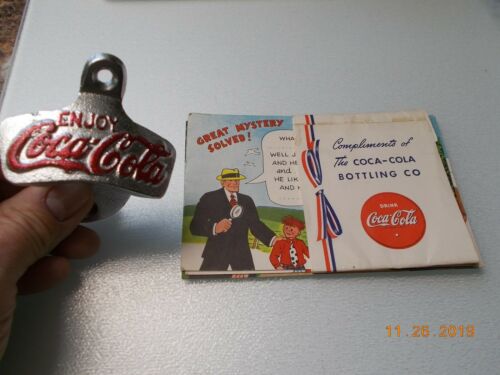 ENJOY
Coca-Cola
GREAT MYSTERY
SOLVED!
WHA
WELL J
AND HE
AND
HE LIK
AND H
Compliments of
The COCA-COLA
BOTTLING CO
DRINK
Coca-Cola
11.26.2019